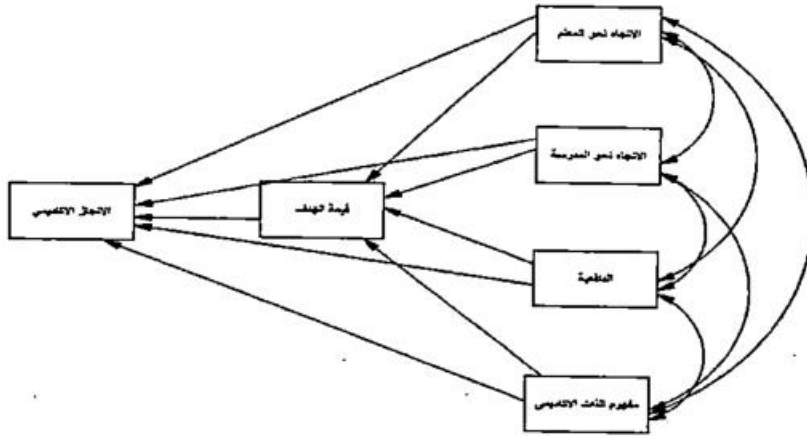 الاتجاه نحو المعلم
الاتجاه نحو المدرسة
قيمة الهدف
الانجاز الاكاديمي
الدافعية
مفهوم الذات الاكاديمي